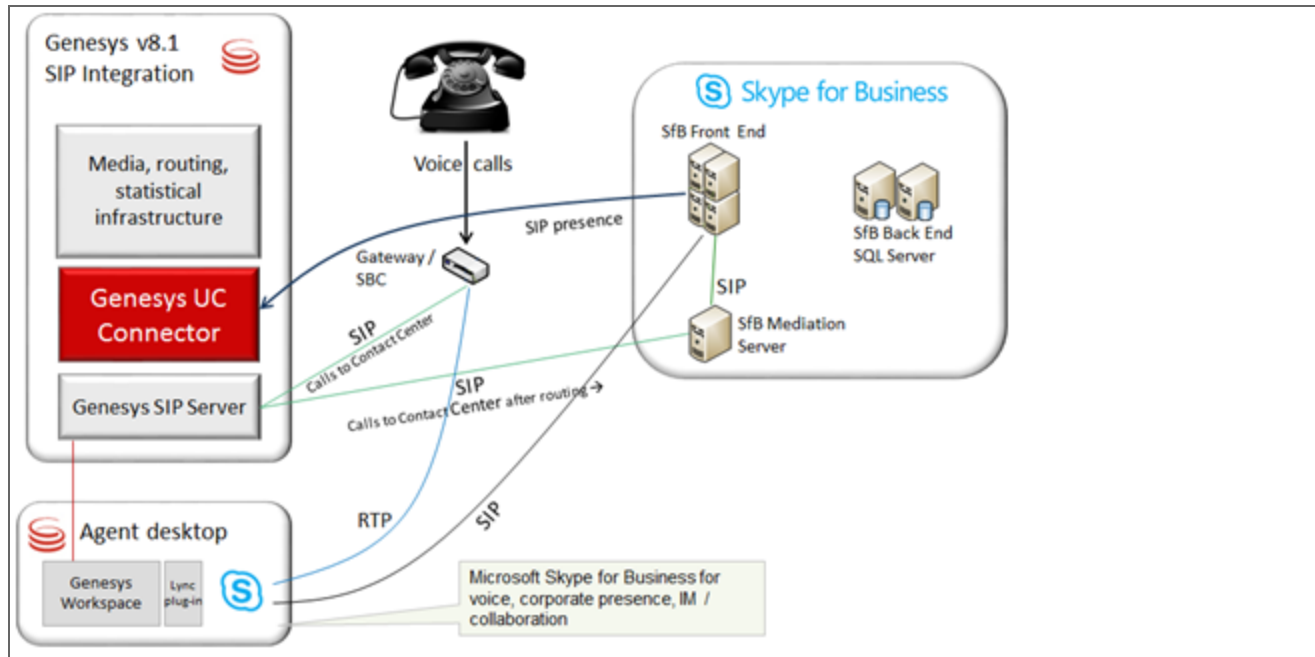 Genesys v8.1
SIP Integration
Media, routing,
statistical
infrastructure
Genesys UC
Connector
Genesys SIP Server
Voice calls
Gateway /
SBC
SIP presence
SIP
Calls to Contact Center
SIP
Calls to Contact Center after routing →
RTP
SIP
S Skype for Business
SfB Front End
SfB Back End
SQL Server
SIP
SfB Mediation
Server
Agent desktop
Genesys
Workspace
Lync
plug-in
S
Microsoft Skype for Business for
voice, corporate presence, IM /
collaboration